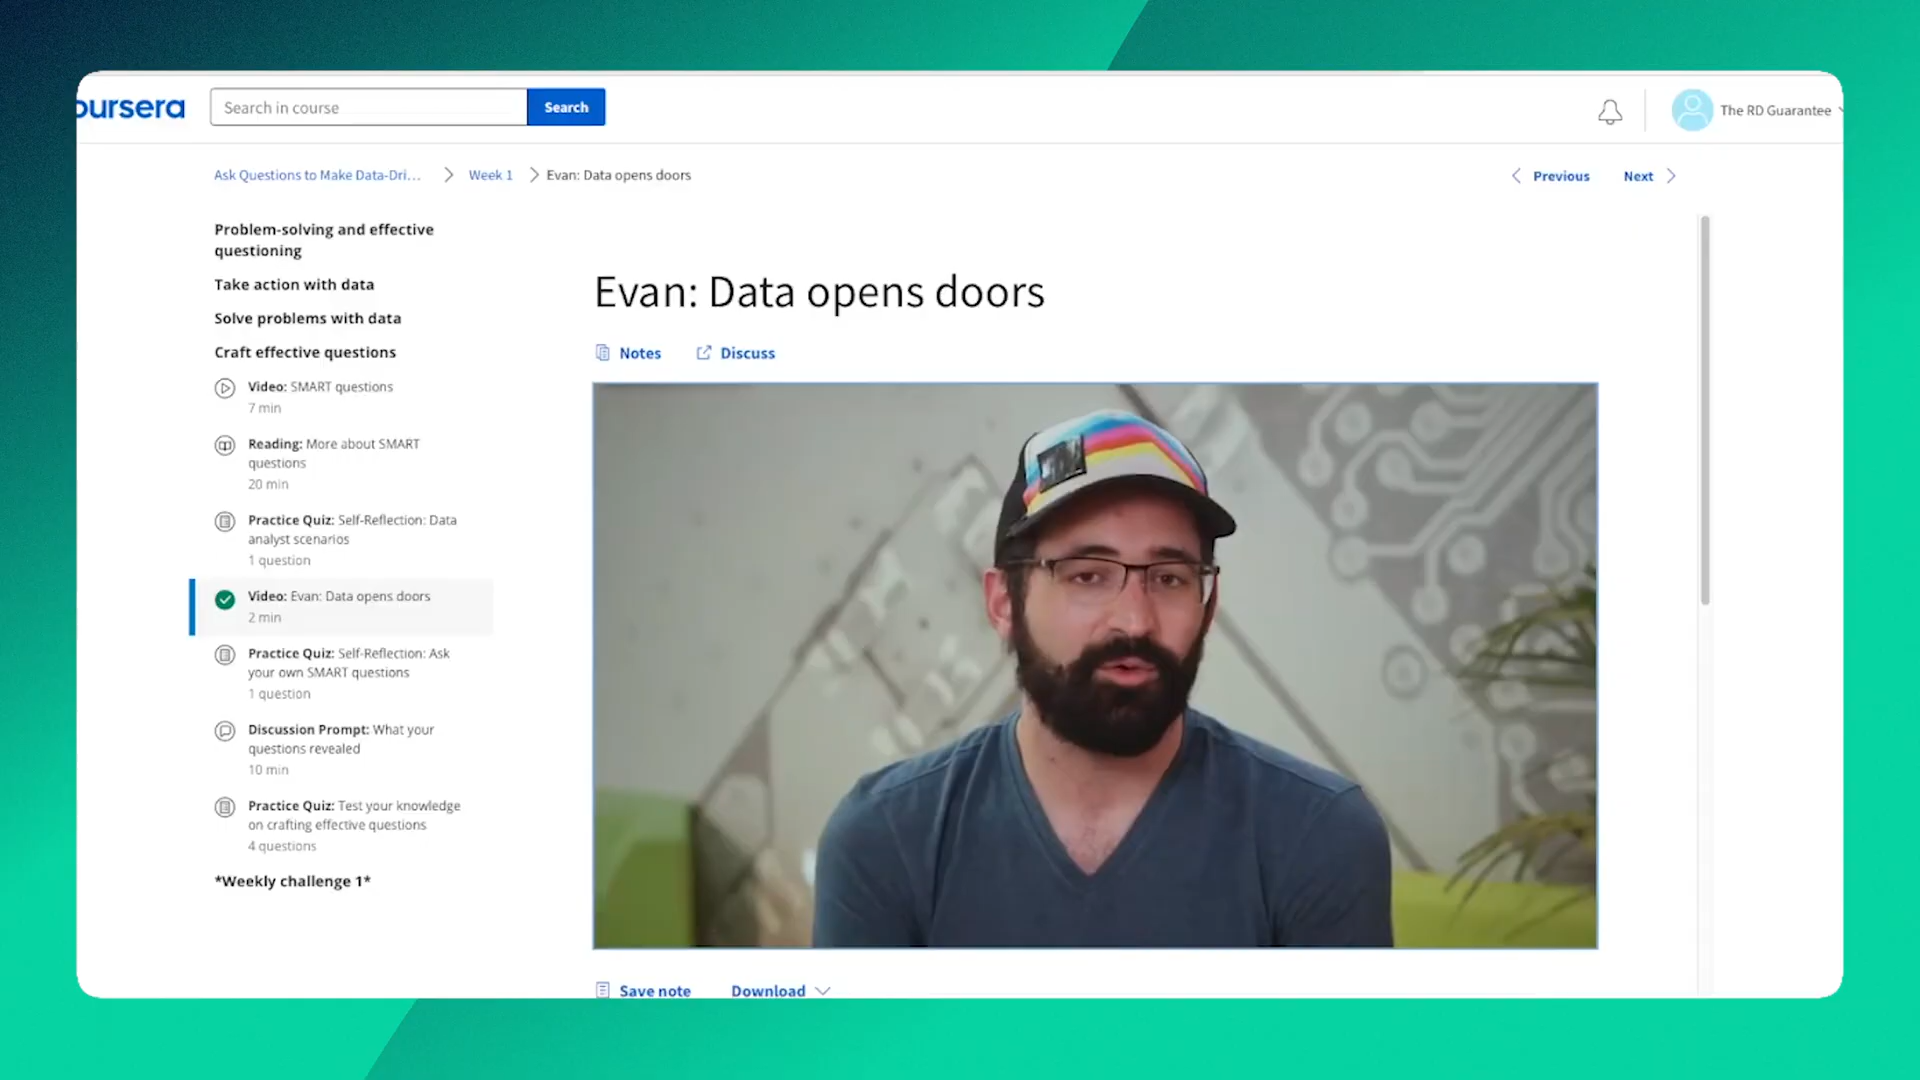 oursera
Search in course
Search
The RD Guarantee
Ask Questions to Make Data-Dri...
Week 1
Evan: Data opens doors
Previous
Next
Problem-solving and effective
questioning
Take action with data
Solve problems with data
Craft effective questions
Video: SMART questions
7 min
Reading: More about SMART
questions
20 min
Practice Quiz: Self-Reflection: Data
analyst scenarios
1 question
Video: Evan: Data opens doors
2 min
Practice Quiz: Self-Reflection: Ask
your own SMART questions
1 question
Discussion Prompt: What your
questions revealed
10 min
Practice Quiz: Test your knowledge
on crafting effective questions
4 questions
*Weekly challenge 1*
Evan: Data opens doors
Notes
Discuss
Save note
Download